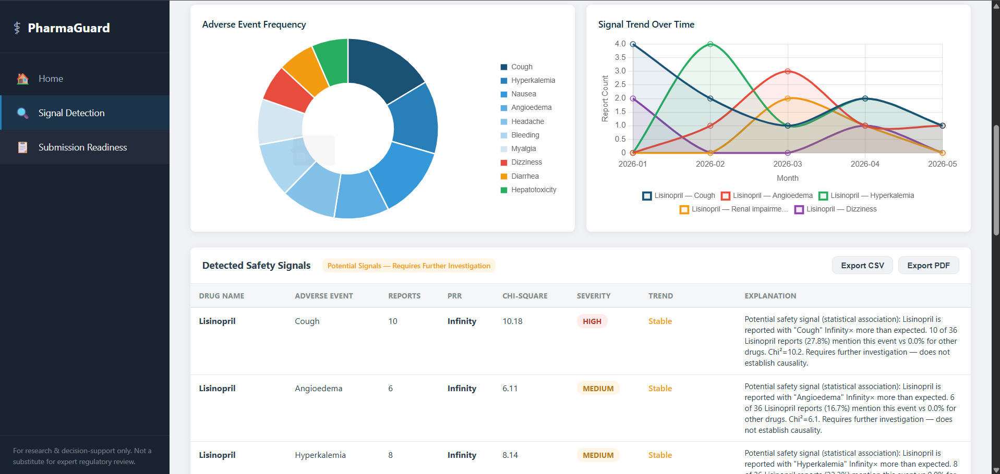 PharmaGuard
Home
Signal Detection
Submission Readiness
For research & decision-support only. Not a
substitute for expert regulatory review.
Adverse Event Frequency
Cough
Hyperkalemia
Nausea
Angioedema
Headache
Bleeding
Myalgia
Dizziness
Diarrhea
Hepatotoxicity
Signal Trend Over Time
Report Count
4.0
3.5
3.0
2.5
2.0
1.5
1.0
0.5
0
2026-01 2026-02 2026-03 2026-04 2026-05
Month
Lisinopril — Cough Lisinopril — Angioedema Lisinopril — Hyperkalemia
Lisinopril — Renal impairme... Lisinopril — Dizziness
Detected Safety Signals Potential Signals — Requires Further Investigation Export CSV Export PDF
DRUG NAME ADVERSE EVENT REPORTS PRR CHI-SQUARE SEVERITY TREND EXPLANATION
Lisinopril Cough 10 Infinity 10.18 HIGH Stable
Potential safety signal (statistical association): Lisinopril is
reported with "Cough" Infinity× more than expected. 10 of 36
Lisinopril reports (27.8%) mention this event vs 0.0% for other
drugs. Chi²=10.2. Requires further investigation — does not
establish causality.
Lisinopril Angioedema 6 Infinity 6.11 MEDIUM Stable
Potential safety signal (statistical association): Lisinopril is
reported with "Angioedema" Infinity× more than expected. 6
of 36 Lisinopril reports (16.7%) mention this event vs 0.0% for
other drugs. Chi²=6.1. Requires further investigation — does
not establish causality.
Lisinopril Hyperkalemia 8 Infinity 8.14 MEDIUM Stable
Potential safety signal (statistical association): Lisinopril is
reported with "Hyperkalemia" Infinity× more than expected. 8